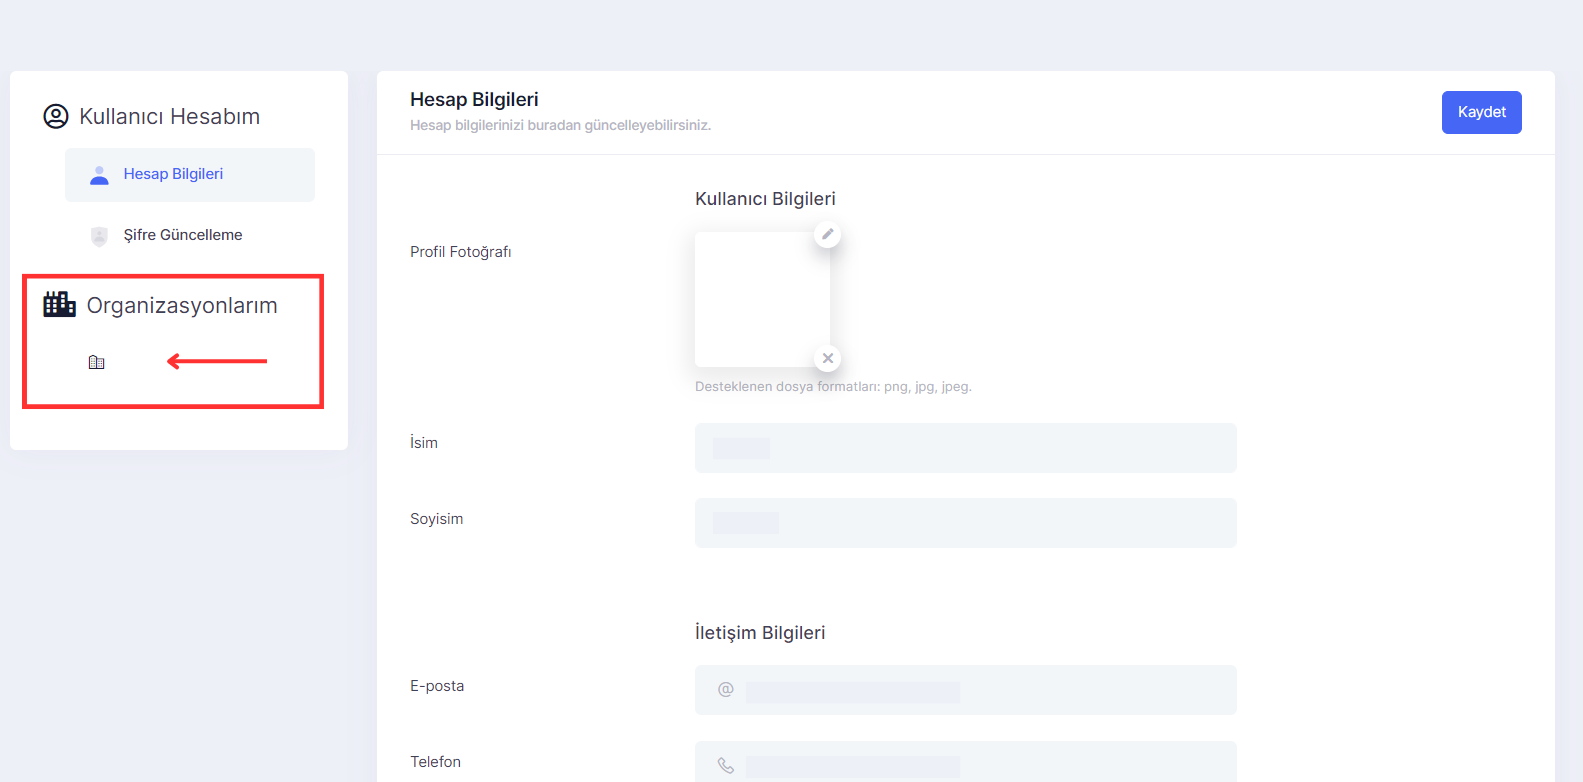 Kullanıcı Hesabım
Hesap Bilgileri
Şifre Güncelleme
Organizasyonlarım
Hesap Bilgileri
Hesap bilgilerinizi buradan güncelleyebilirsiniz.
Kaydet
Kullanıcı Bilgileri
Profil Fotoğrafı
Desteklenen dosya formatları: png, jpg, jpeg.
İsim
Soyisim
İletişim Bilgileri
E-posta
@
Telefon